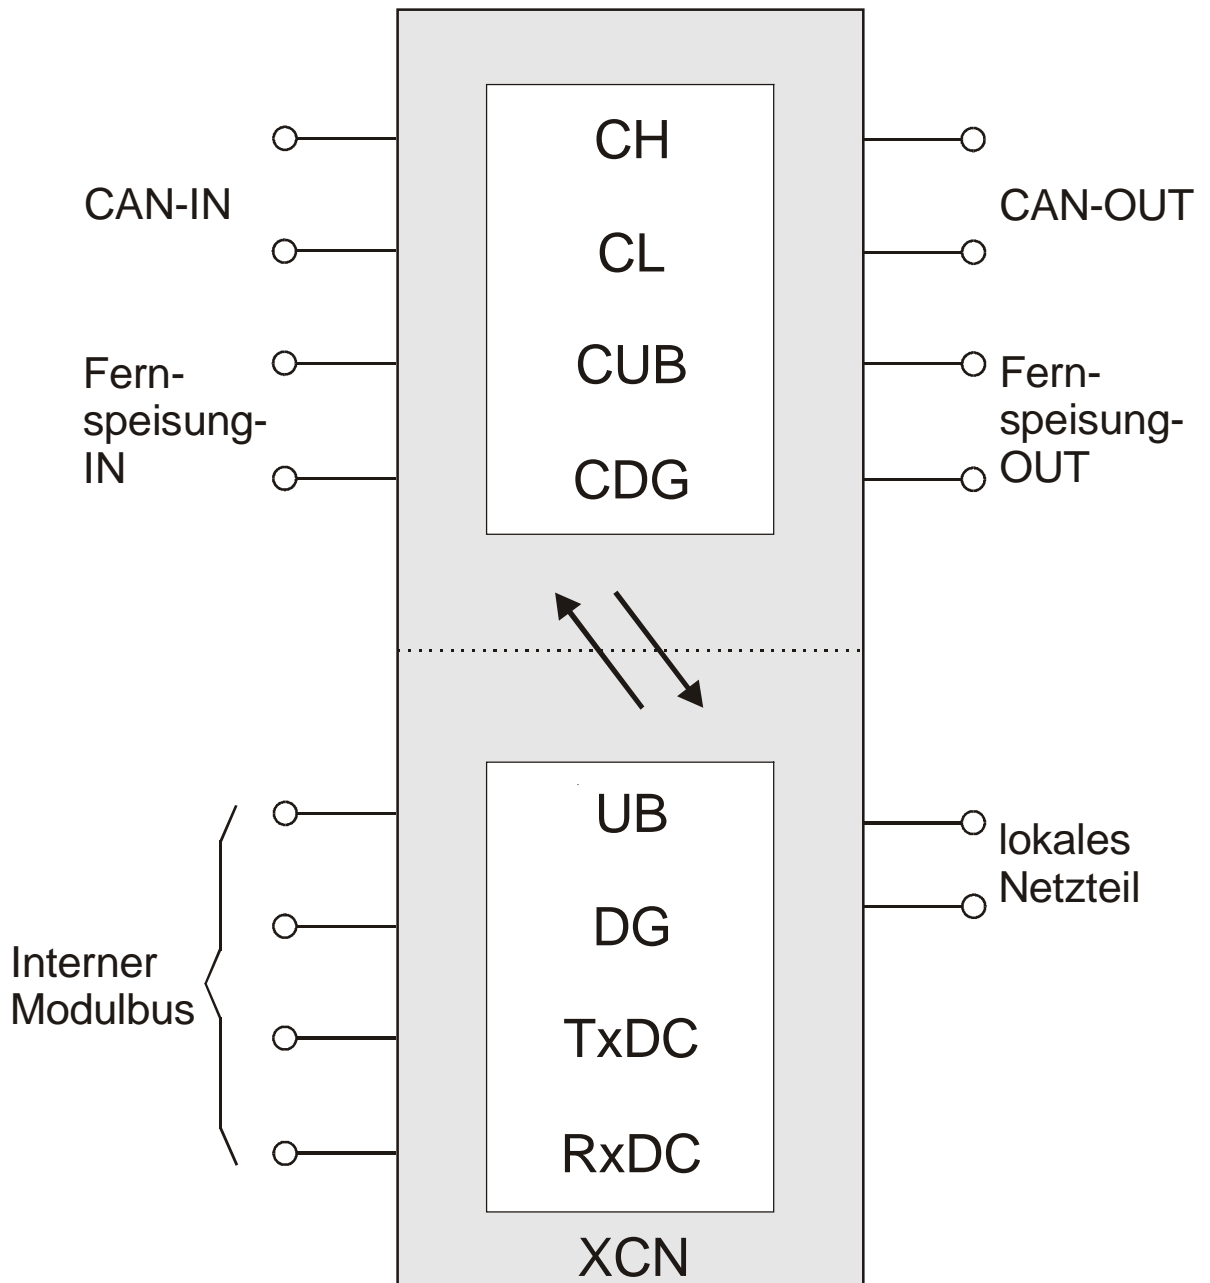 CH
CAN-IN
CAN-OUT
CL
CUB
Fern-
speisung-
IN
Fern-
speisung-
OUT
CDG
UB
lokales
Netzteil
DG
Interner
Modulbus
TxDC
RxDC
XCN